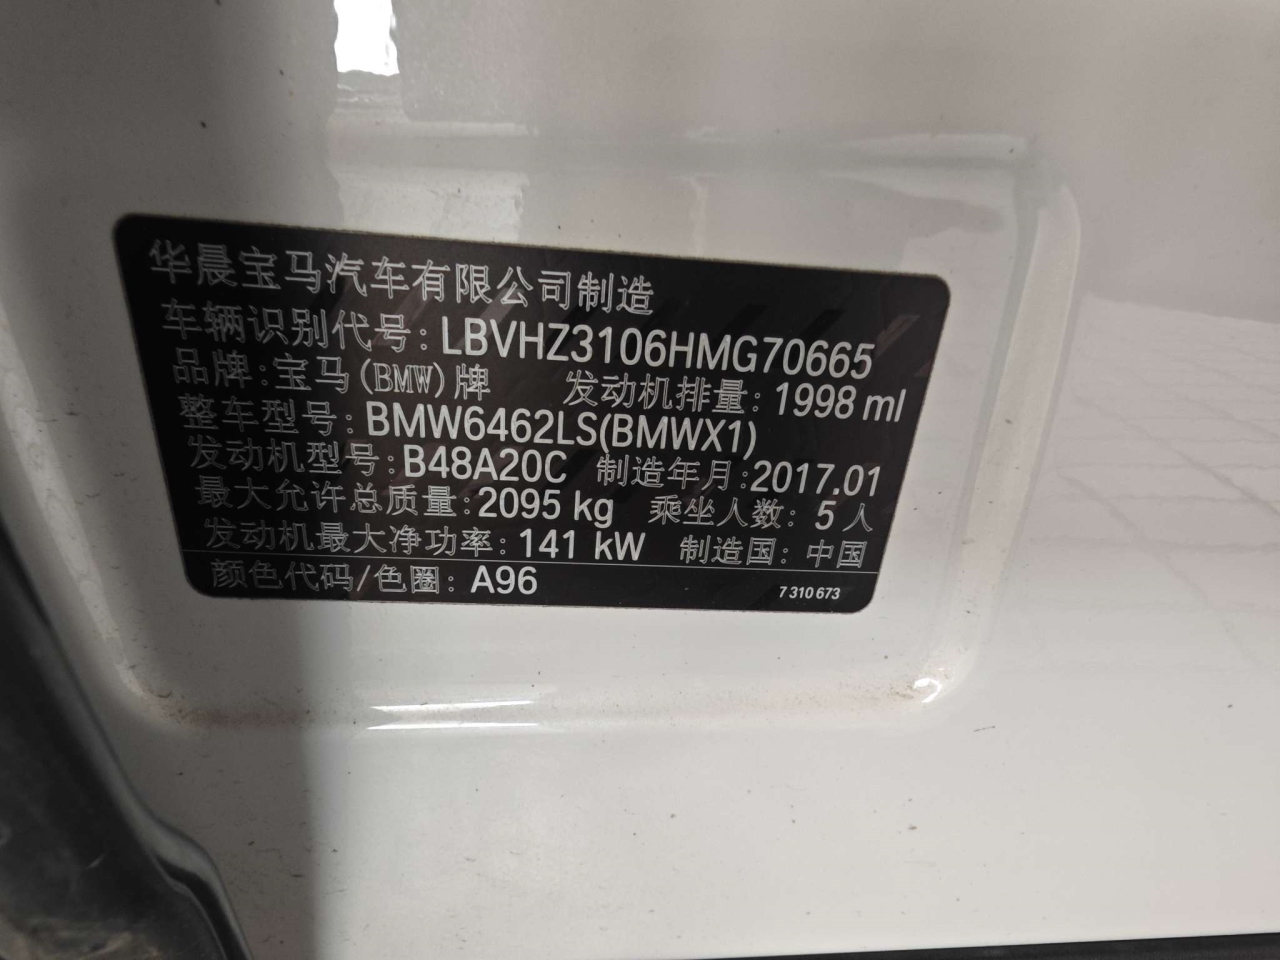 华晨宝马汽车有限公司制造
车辆识别代号: LBVHZ3106HMG70665
品牌: 宝马(BMW)牌 发动机排量: 1998 ml
整车型号: BMW6462LS(BMWX1)
发动机型号: B48A20C 制造年月: 2017.01
最大允许总质量: 2095 kg 乘坐人数: 5 人
发动机最大净功率: 141 kW 制造国: 中国
颜色代码/色圈: A96 7 310 673